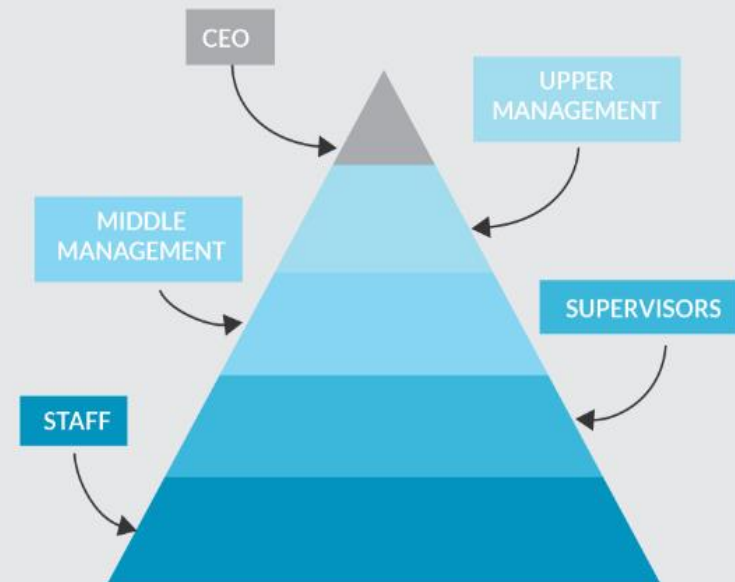 CEO
UPPER
MANAGEMENT
MIDDLE
MANAGEMENT
SUPERVISORS
STAFF